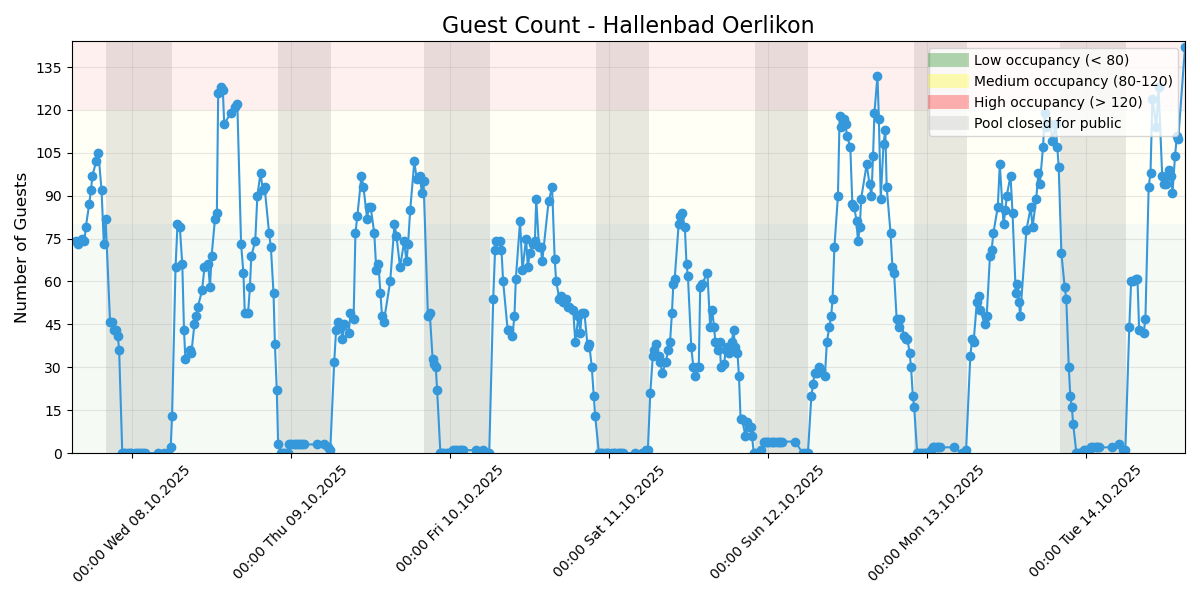 Guest Count - Hallenbad Oerlikon
Number of Guests
135
120
105
90
75
60
45
30
15
0
Low occupancy (< 80)
Medium occupancy (80-120)
High occupancy (> 120)
Pool closed for public
00:00 Wed 08.10.2025
00:00 Thu 09.10.2025
00:00 Fri 10.10.2025
00:00 Sat 11.10.2025
00:00 Sun 12.10.2025
00:00 Mon 13.10.2025
00:00 Tue 14.10.2025